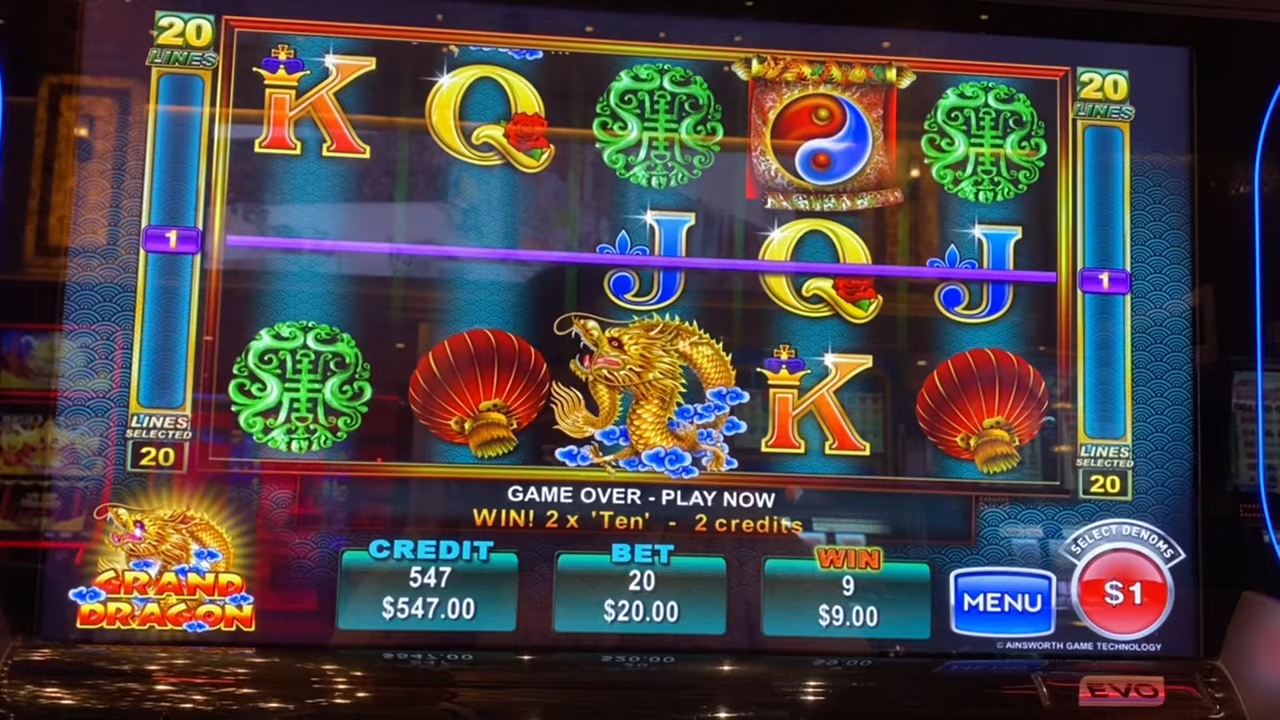 20
LINES
20
LINES
K
Q
J
Q
J
1
1
K
LINES
SELECTED
20
LINES
SELECTED
20
GAME OVER - PLAY NOW
WIN! 2 x 'Ten' - 2 credits
CREDIT
547
$547.00
BET
20
$20.00
WIN
9
$9.00
GRAND
DRAGON
MENU
SELECT DENOMS
$1
© AINSWORTH GAME TECHNOLOGY
EVO